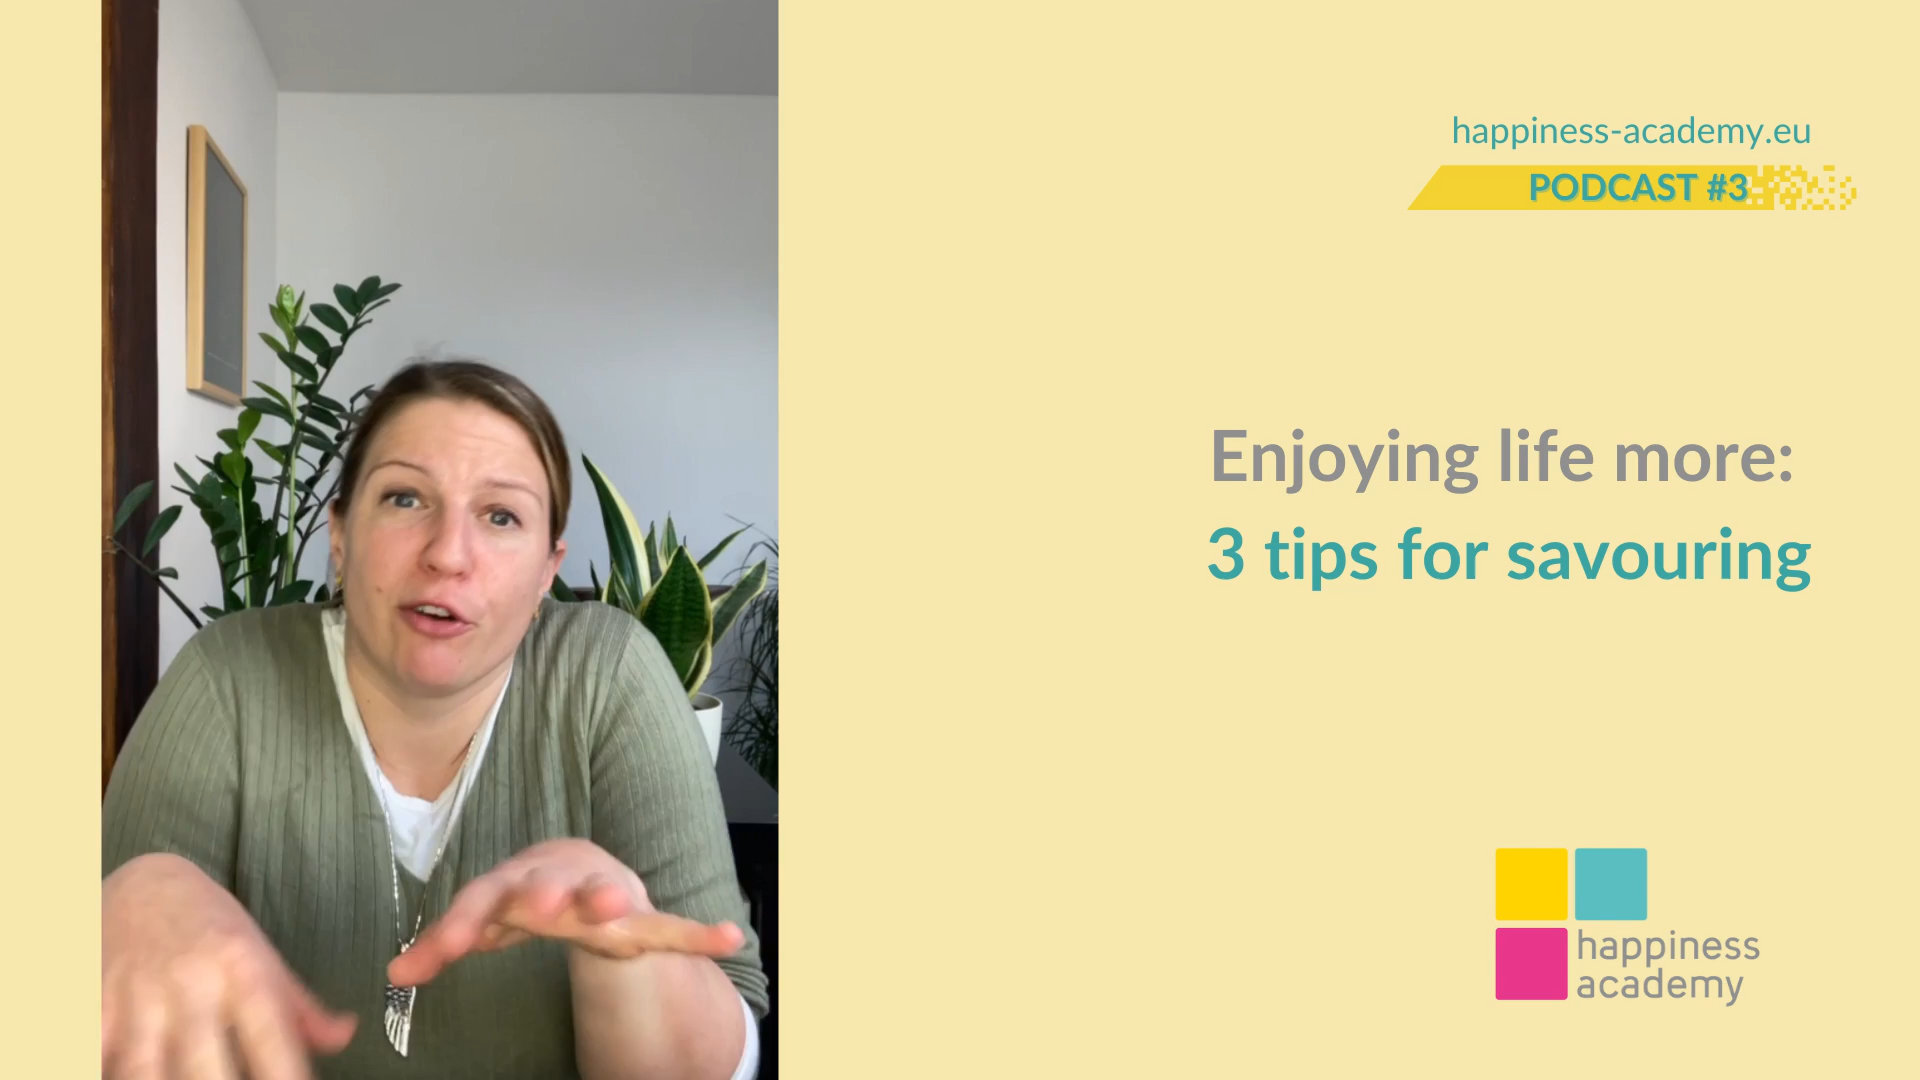 happiness-academy.eu
PODCAST #3
Enjoying life more:
3 tips for savouring
happiness
academy